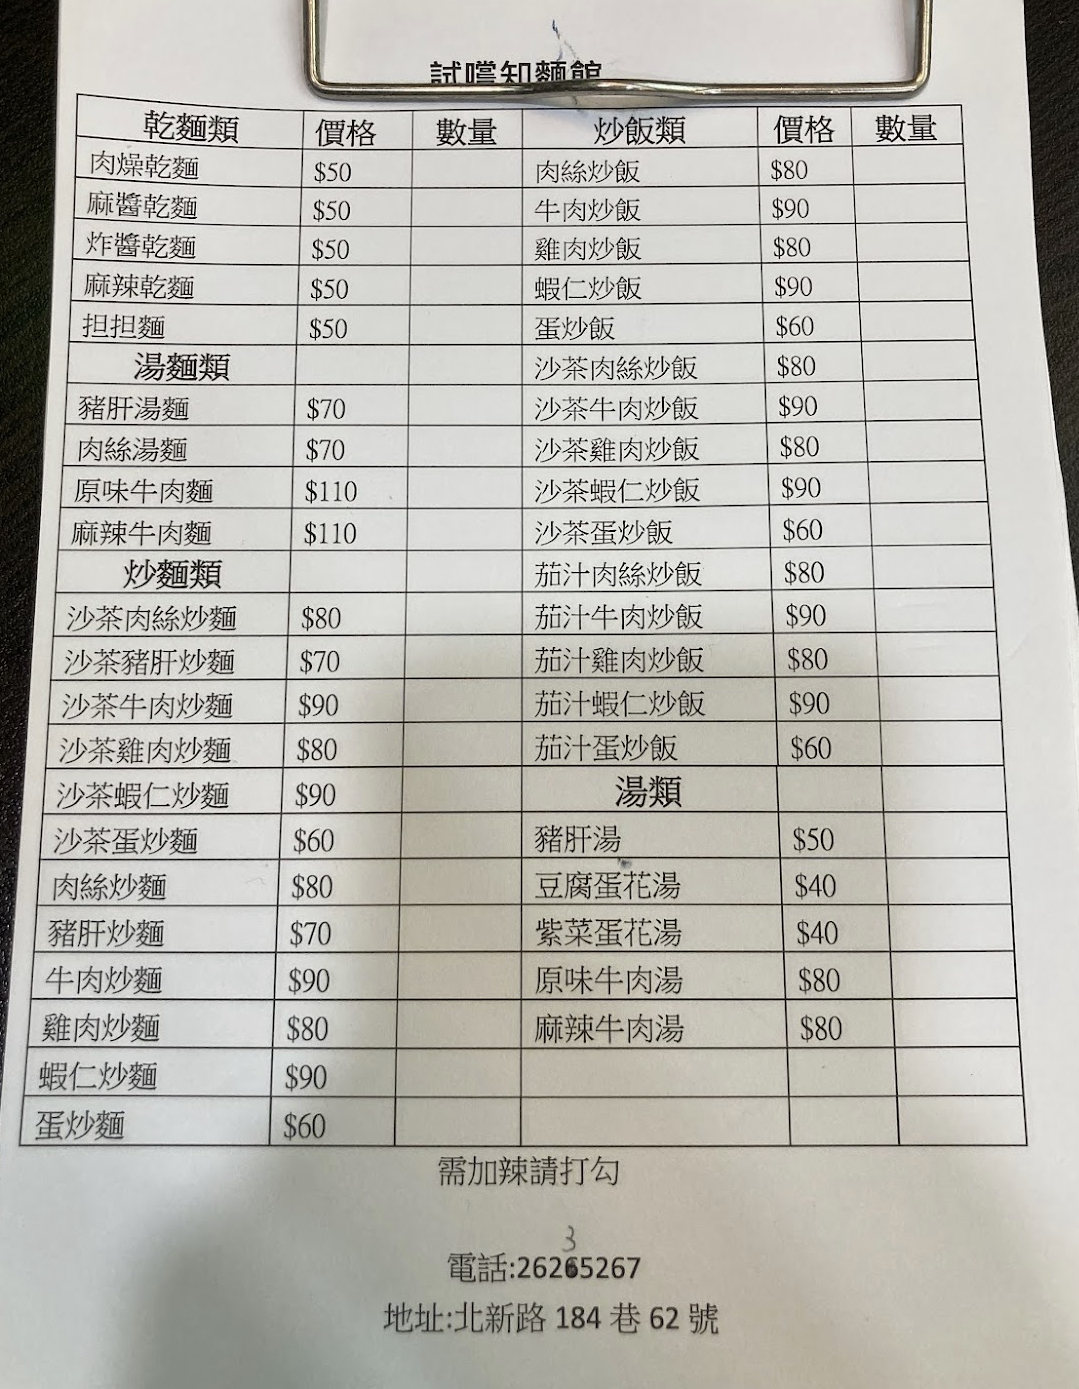 試嚐知麵館
乾麵類 價格 數量 炒飯類 價格 數量
肉燥乾麵 $50 肉絲炒飯 $80
麻醬乾麵 $50 牛肉炒飯 $90
炸醬乾麵 $50 雞肉炒飯 $80
麻辣乾麵 $50 蝦仁炒飯 $90
担担麵 $50 蛋炒飯 $60
湯麵類 沙茶肉絲炒飯 $80
豬肝湯麵 $70 沙茶牛肉炒飯 $90
肉絲湯麵 $70 沙茶雞肉炒飯 $80
原味牛肉麵 $110 沙茶蝦仁炒飯 $90
麻辣牛肉麵 $110 沙茶蛋炒飯 $60
炒麵類 茄汁肉絲炒飯 $80
沙茶肉絲炒麵 $80 茄汁牛肉炒飯 $90
沙茶豬肝炒麵 $70 茄汁雞肉炒飯 $80
沙茶牛肉炒麵 $90 茄汁蝦仁炒飯 $90
沙茶雞肉炒麵 $80 茄汁蛋炒飯 $60
沙茶蝦仁炒麵 $90 湯類
沙茶蛋炒麵 $60 豬肝湯 $50
肉絲炒麵 $80 豆腐蛋花湯 $40
豬肝炒麵 $70 紫菜蛋花湯 $40
牛肉炒麵 $90 原味牛肉湯 $80
雞肉炒麵 $80 麻辣牛肉湯 $80
蝦仁炒麵 $90
蛋炒麵 $60
需加辣請打勾
3
電話:26265267
地址:北新路 184 巷 62 號